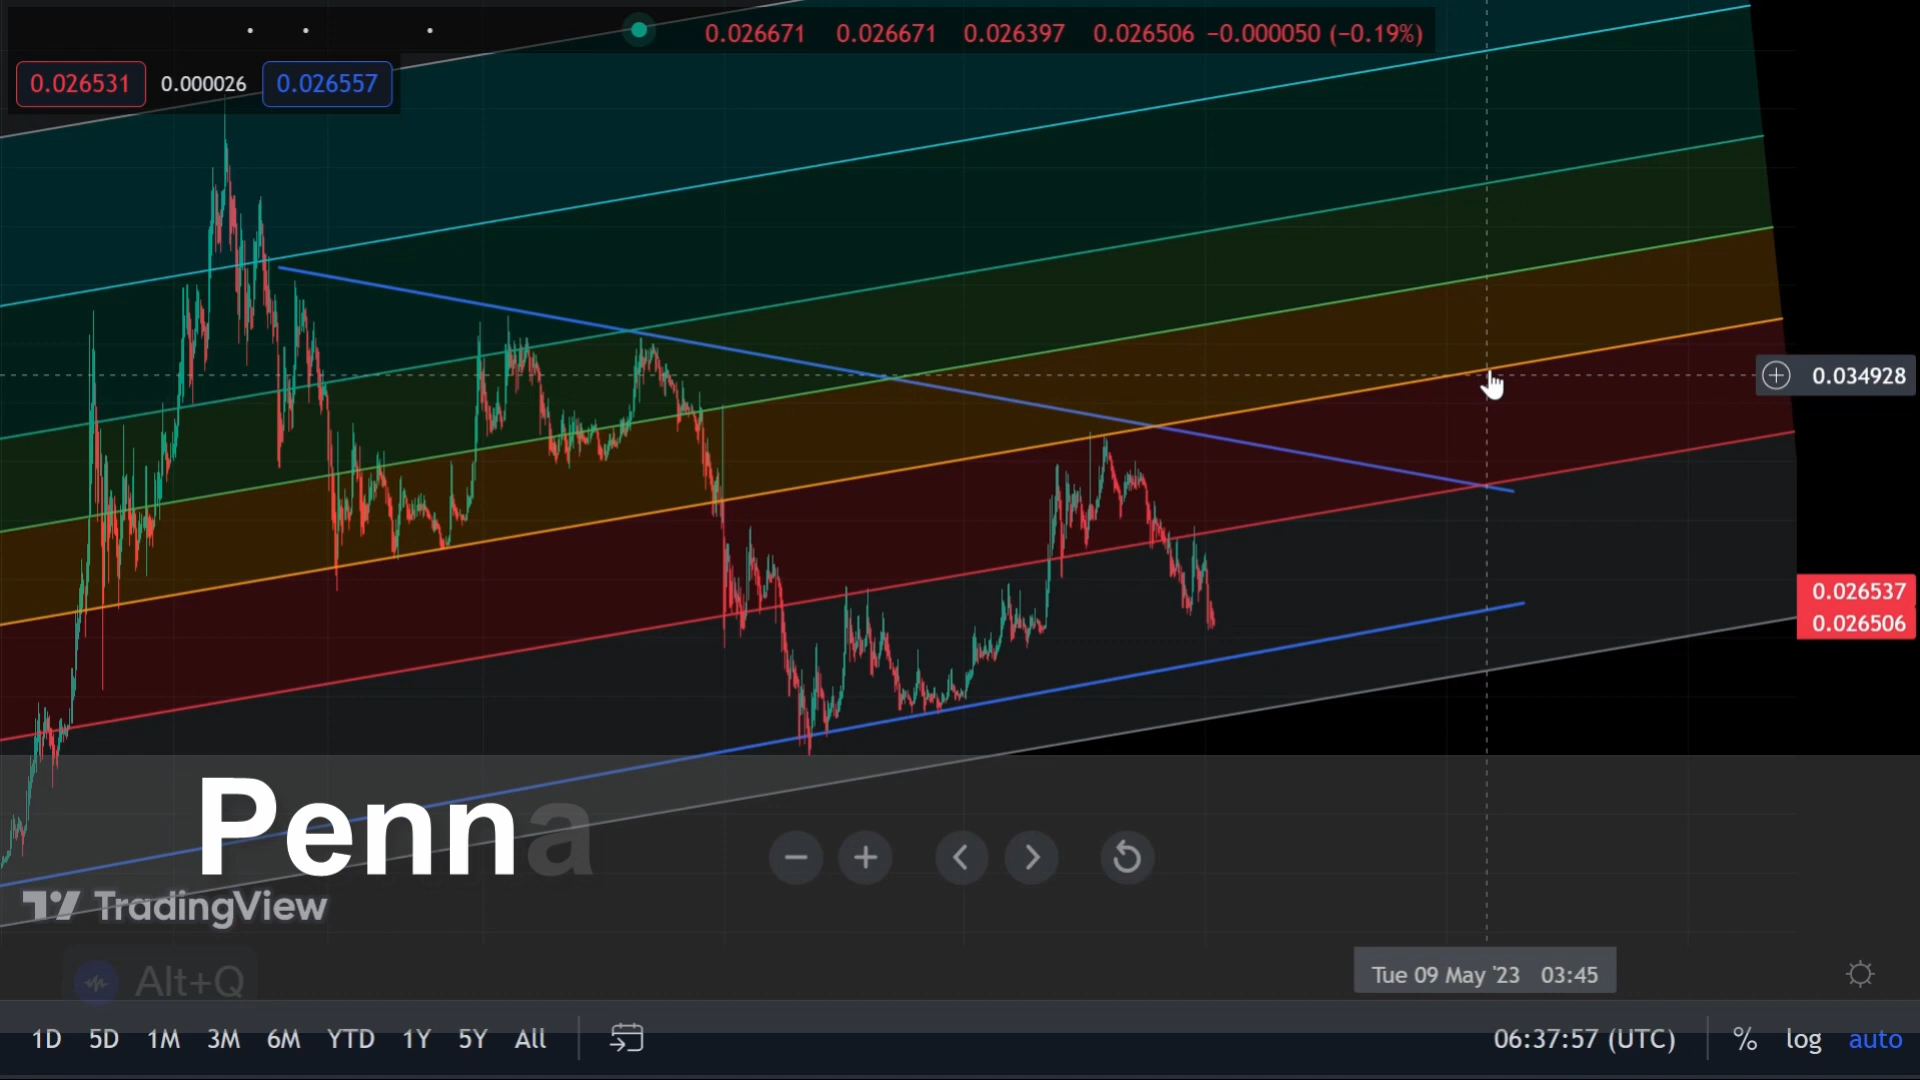 0.026671 0.026671 0.026397 0.026506 −0.000050 (−0.19%)
0.026531 0.000026 0.026557
0.034928
0.026537
0.026506
Penna
TradingView
Alt+Q
Tue 09 May '23 03:45
1D 5D 1M 3M 6M YTD 1Y 5Y All 06:37:57 (UTC) % log auto